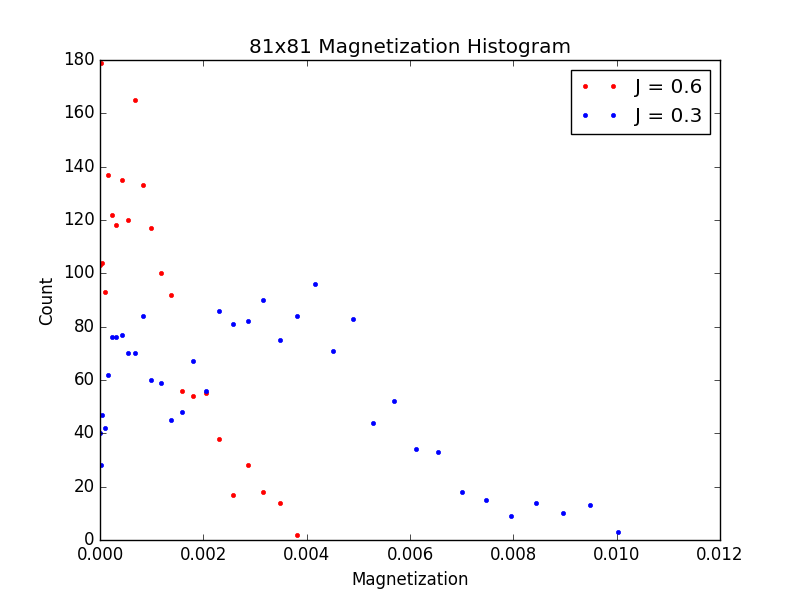 81x81 Magnetization Histogram
J = 0.6
J = 0.3
180
160
140
120
100
80
60
40
20
0
Count
0.000 0.002 0.004 0.006 0.008 0.010 0.012
Magnetization